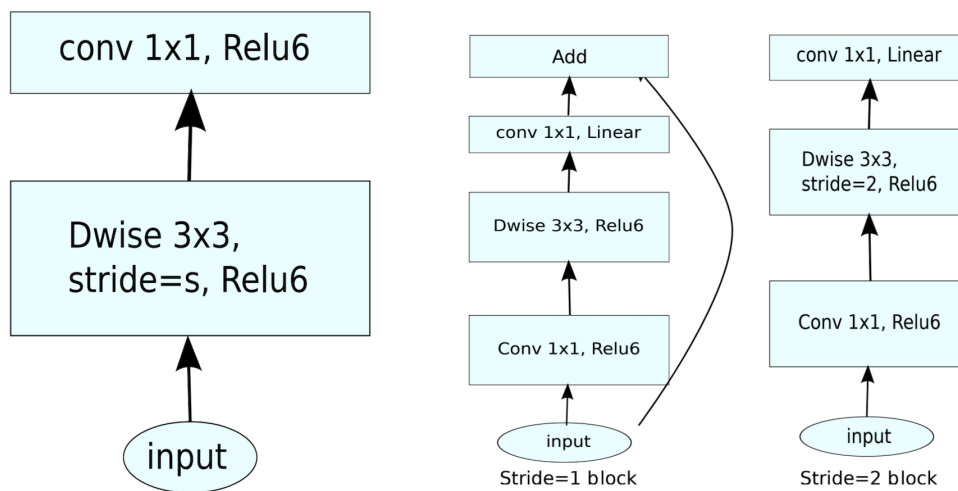 conv 1x1, Relu6
Dwise 3x3,
stride=s, Relu6
input
Add
conv 1x1, Linear
Dwise 3x3, Relu6
Conv 1x1, Relu6
input
Stride=1 block
conv 1x1, Linear
Dwise 3x3,
stride=2, Relu6
Conv 1x1, Relu6
input
Stride=2 block